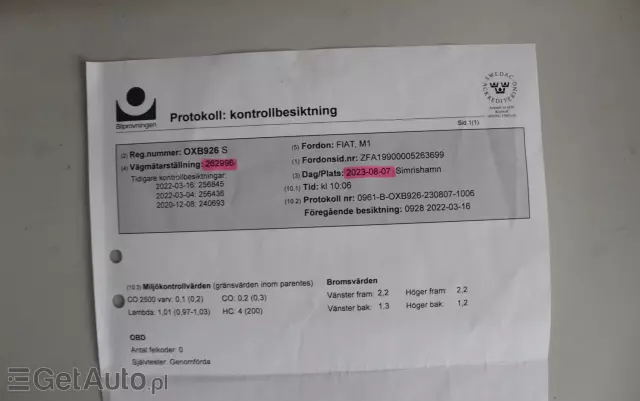 Bilprovningen
Protokoll: kontrollbesiktning
SWEDAC ACKREDITERING
Sid 1(1)
(2) Reg.nummer: OXB926 S
(4) Vägmätarställning: 262996
Tidigare kontrollbesiktningar:
2022-03-16: 256845
2022-03-04: 256436
2020-12-08: 240693
(5) Fordon: FIAT, M1
(1) Fordonsid.nr: ZFA19900005263699
(3) Dag/Plats: 2023-08-07 Simrishamn
(10.1) Tid: kl 10:06
(10.2) Protokoll nr: 0961-B-OXB926-230807-1006
Föregående besiktning: 0928 2022-03-16
(10.3) Miljökontrollvärden (gränsvärden inom parentes)
CO 2500 varv: 0,1 (0,2) CO: 0,2 (0,3)
Lambda: 1,01 (0,97-1,03) HC: 4 (200)
Bromsvärden
Vänster fram: 2,2 Höger fram: 2,2
Vänster bak: 1,3 Höger bak: 1,2
OBD
Antal felkoder: 0
Självtester: Genomförda
GetAuto.pl